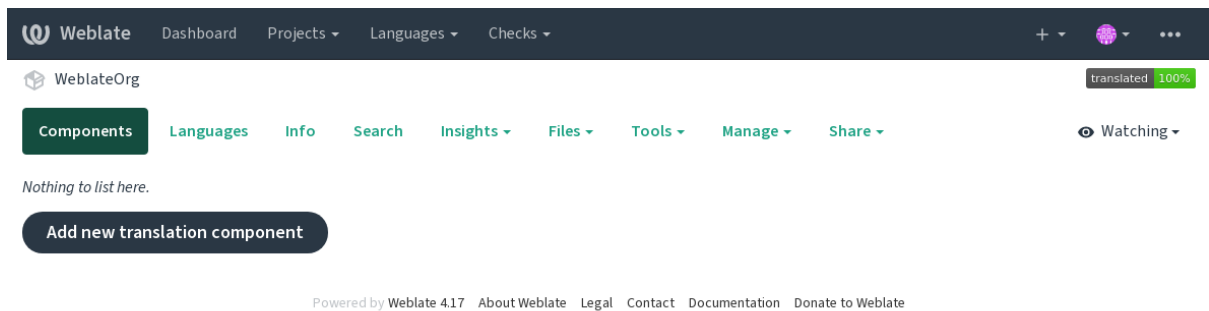 Weblate Dashboard Projects Languages Checks
WeblateOrg translated 100%
Components Languages Info Search Insights Files Tools Manage Share Watching
Nothing to list here.
Add new translation component
Powered by Weblate 4.17 About Weblate Legal Contact Documentation Donate to Weblate